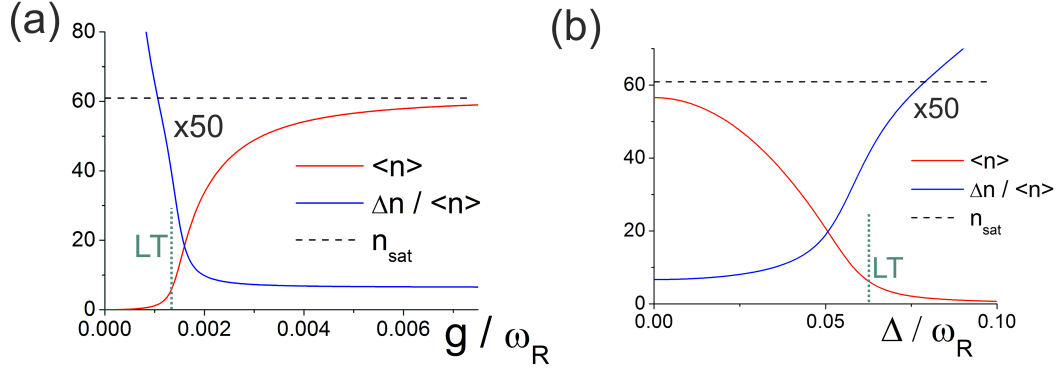 (a)
80
60
40
20
0
x50
<n>
Δn / <n>
n_sat
LT
0.000 0.002 0.004 0.006
g / ω_R
(b)
60
40
20
0
x50
<n>
Δn / <n>
n_sat
LT
0.00 0.05 0.10
Δ / ω_R